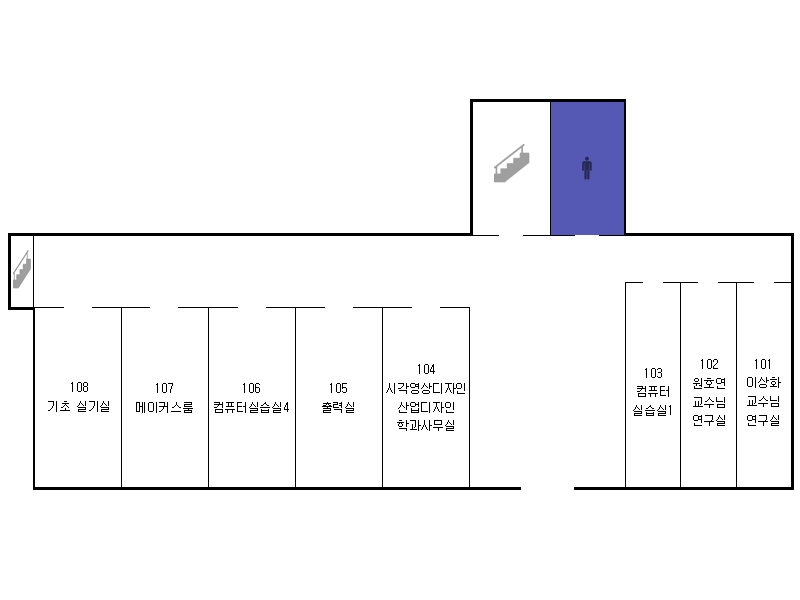 108
기초 실기실
107
메이커스룸
106
컴퓨터실습실4
105
출력실
104
시각영상디자인
산업디자인
학과사무실
103
컴퓨터
실습실1
102
원호연
교수님
연구실
101
이상화
교수님
연구실